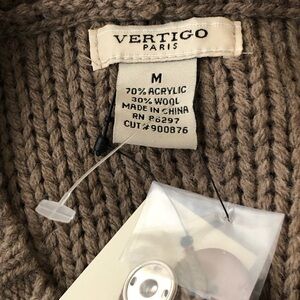 VERTIGO
PARIS
M
70% ACRYLIC
30% WOOL
MADE IN CHINA
RN 86297
CUT # 900876